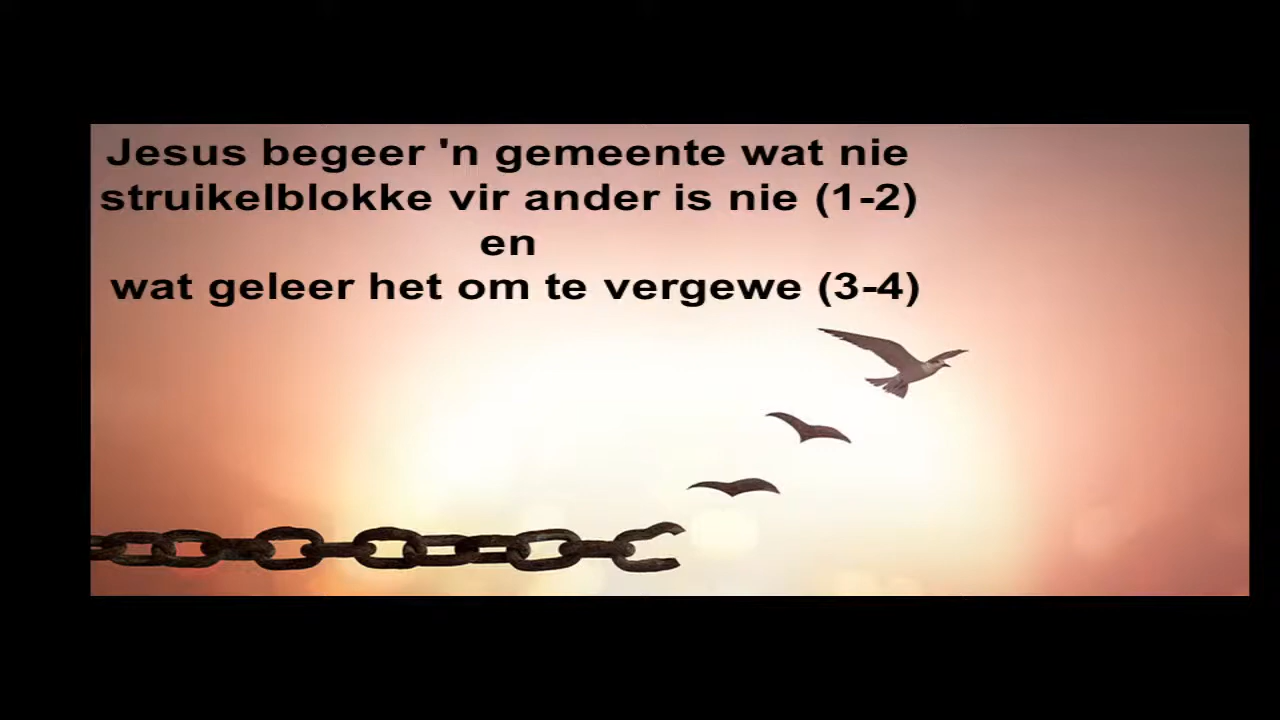 Jesus begeer 'n gemeente wat nie
struikelblokke vir ander is nie (1-2)
en
wat geleer het om te vergewe (3-4)